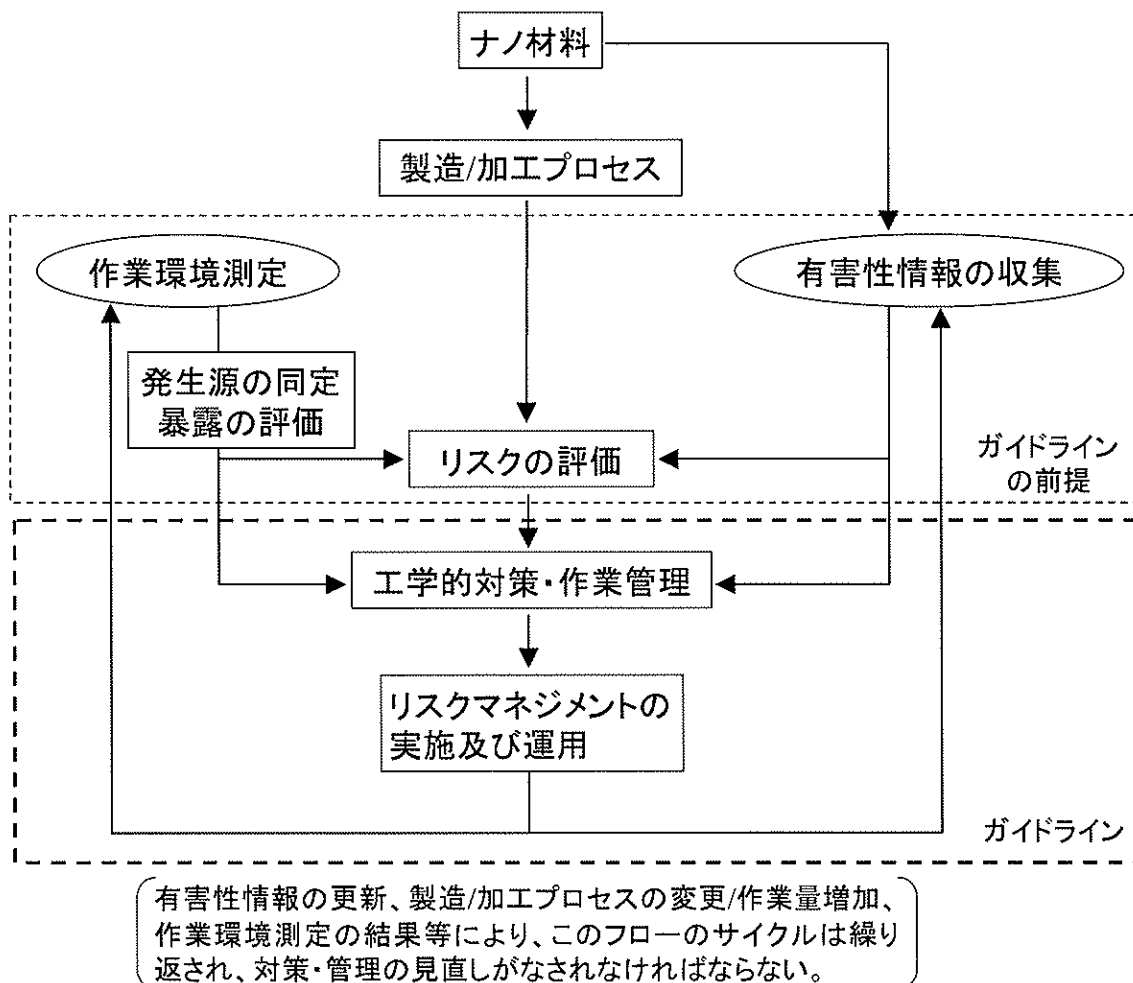 ナノ材料
製造/加工プロセス
作業環境測定
有害性情報の収集
発生源の同定
暴露の評価
リスクの評価
ガイドライン
の前提
工学的対策・作業管理
リスクマネジメントの
実施及び運用
ガイドライン
有害性情報の更新、製造/加工プロセスの変更/作業量増加、
作業環境測定の結果等により、このフローのサイクルは繰り
返され、対策・管理の見直しがなされなければならない。